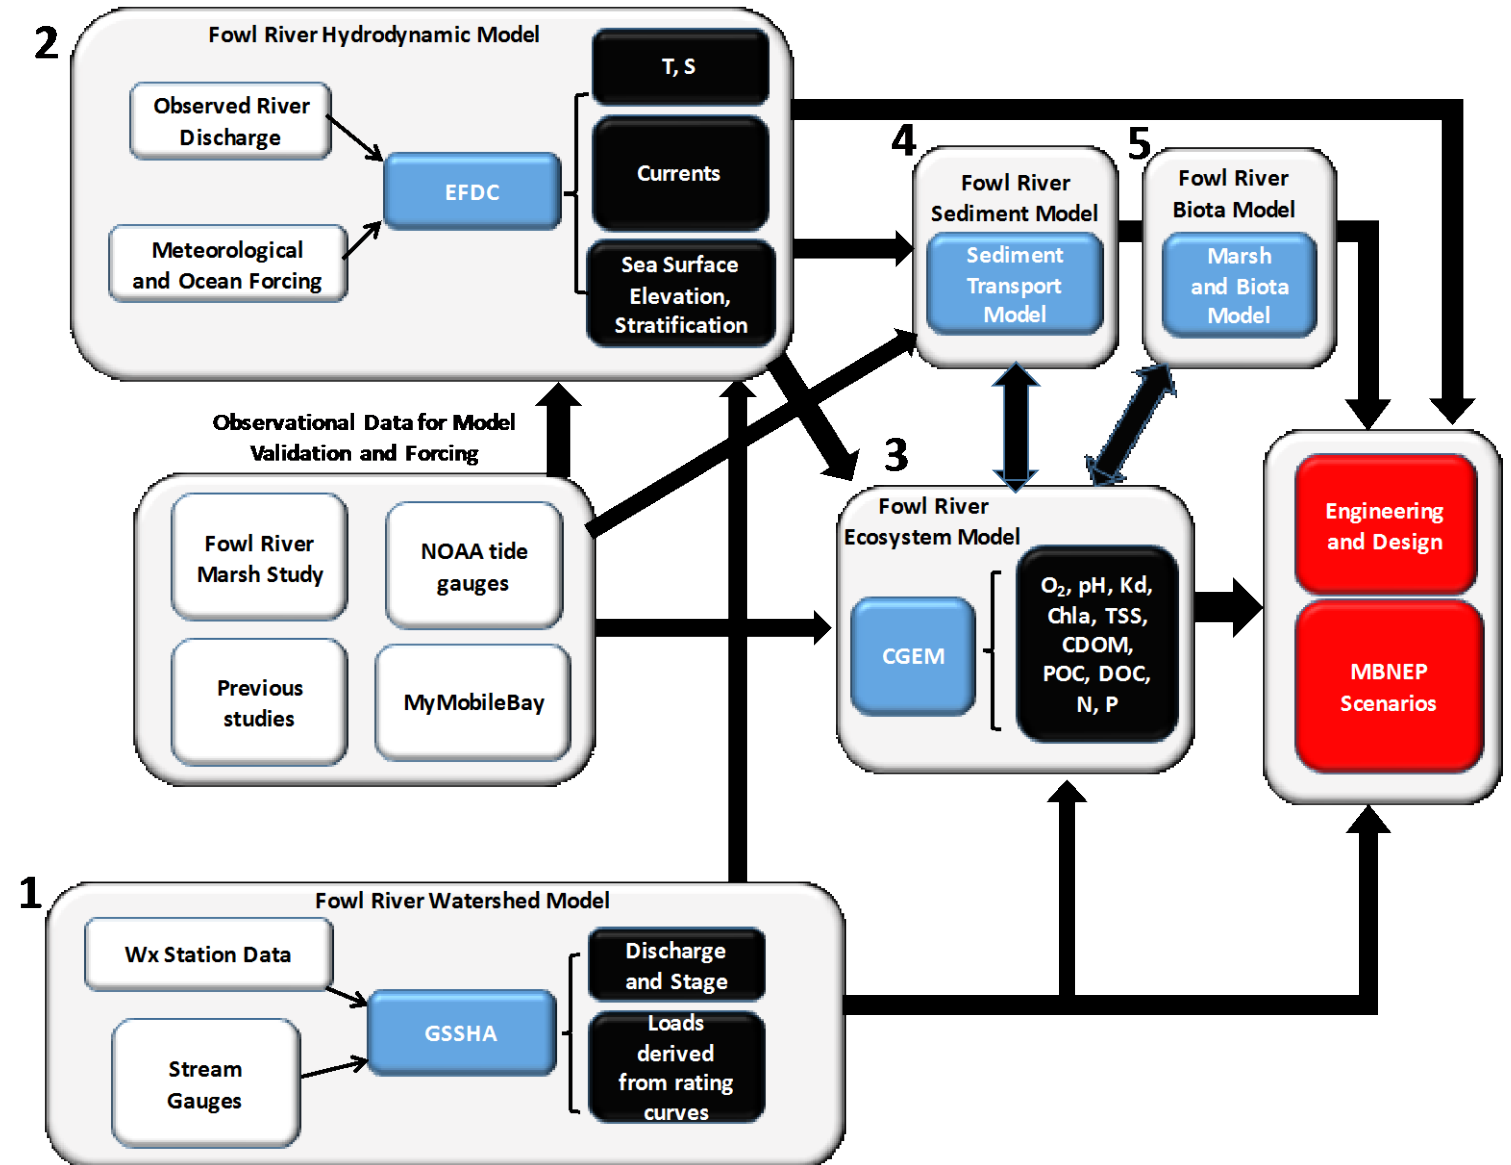 2
Fowl River Hydrodynamic Model
Observed River
Discharge
Meteorological
and Ocean Forcing
EFDC
T, S
Currents
Sea Surface
Elevation,
Stratification
4
Fowl River
Sediment Model
Sediment
Transport
Model
5
Fowl River
Biota Model
Marsh
and Biota
Model
Observational Data for Model
Validation and Forcing
Fowl River
Marsh Study
NOAA tide
gauges
Previous
studies
MyMobileBay
3
Fowl River
Ecosystem Model
CGEM
O₂, pH, Kd,
Chla, TSS,
CDOM,
POC, DOC,
N, P
Engineering
and Design
MBNEP
Scenarios
1
Fowl River Watershed Model
Wx Station Data
Stream
Gauges
GSSHA
Discharge
and Stage
Loads
derived
from rating
curves